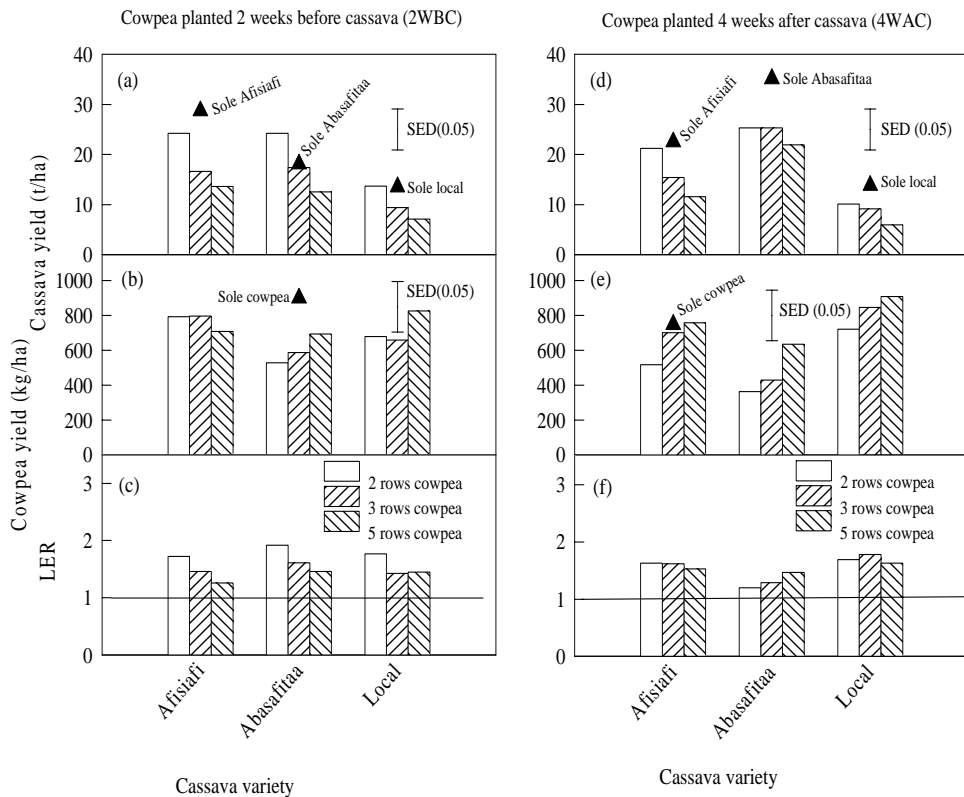 Cowpea planted 2 weeks before cassava (2WBC)
Cowpea planted 4 weeks after cassava (4WAC)
Cassava yield (t/ha)
40
30
20
10
0
(a)
Sole Afisiafi
Sole Abasafitaa
SED(0.05)
Sole local
40
30
20
10
0
(d)
Sole Afisiafi
Sole Abasafitaa
SED (0.05)
Sole local
Cowpea yield (kg/ha)
1000
800
600
400
200
0
(b)
Sole cowpea
SED(0.05)
1000
800
600
400
200
0
(e)
Sole cowpea
SED (0.05)
LER
3
2
1
0
(c)
2 rows cowpea
3 rows cowpea
5 rows cowpea
3
2
1
0
(f)
2 rows cowpea
3 rows cowpea
5 rows cowpea
Afisiafi
Abasafitaa
Local
Afisiafi
Abasafitaa
Local
Cassava variety
Cassava variety